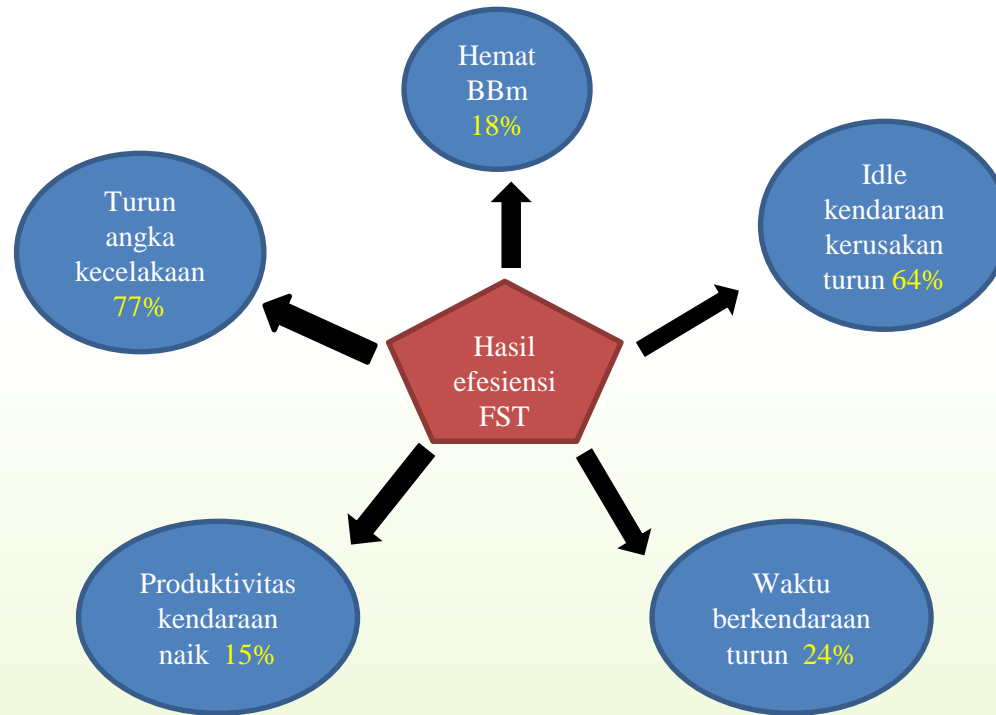 Hemat
BBm
18%
Turun
angka
kecelakaan
77%
Idle
kendaraan
kerusakan
turun 64%
Hasil
efesiensi
FST
Produktivitas
kendaraan
naik 15%
Waktu
berkendaraan
turun 24%